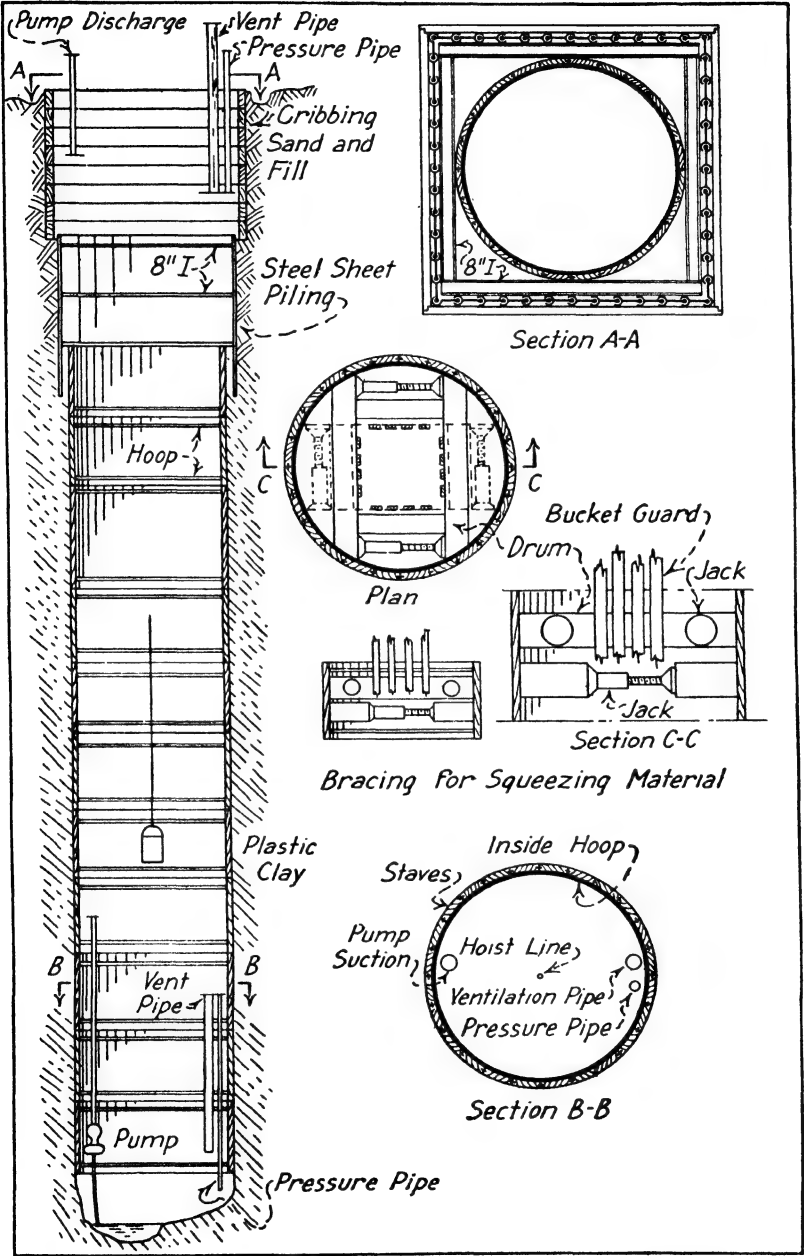 Pump Discharge
Vent Pipe
Pressure Pipe
A
A
Cribbing
Sand and
Fill
8" I
Steel Sheet
Piling
8" I
Section A-A
Hoop
C
C
Plan
Bucket Guard
Drum
Jack
Jack
Section C-C
Bracing For Squeezing Material
Plastic
Clay
Inside Hoop
Staves
Pump
Suction
Hoist Line
Ventilation Pipe
Pressure Pipe
Section B-B
B
B
Vent
Pipe
Pump
Pressure Pipe